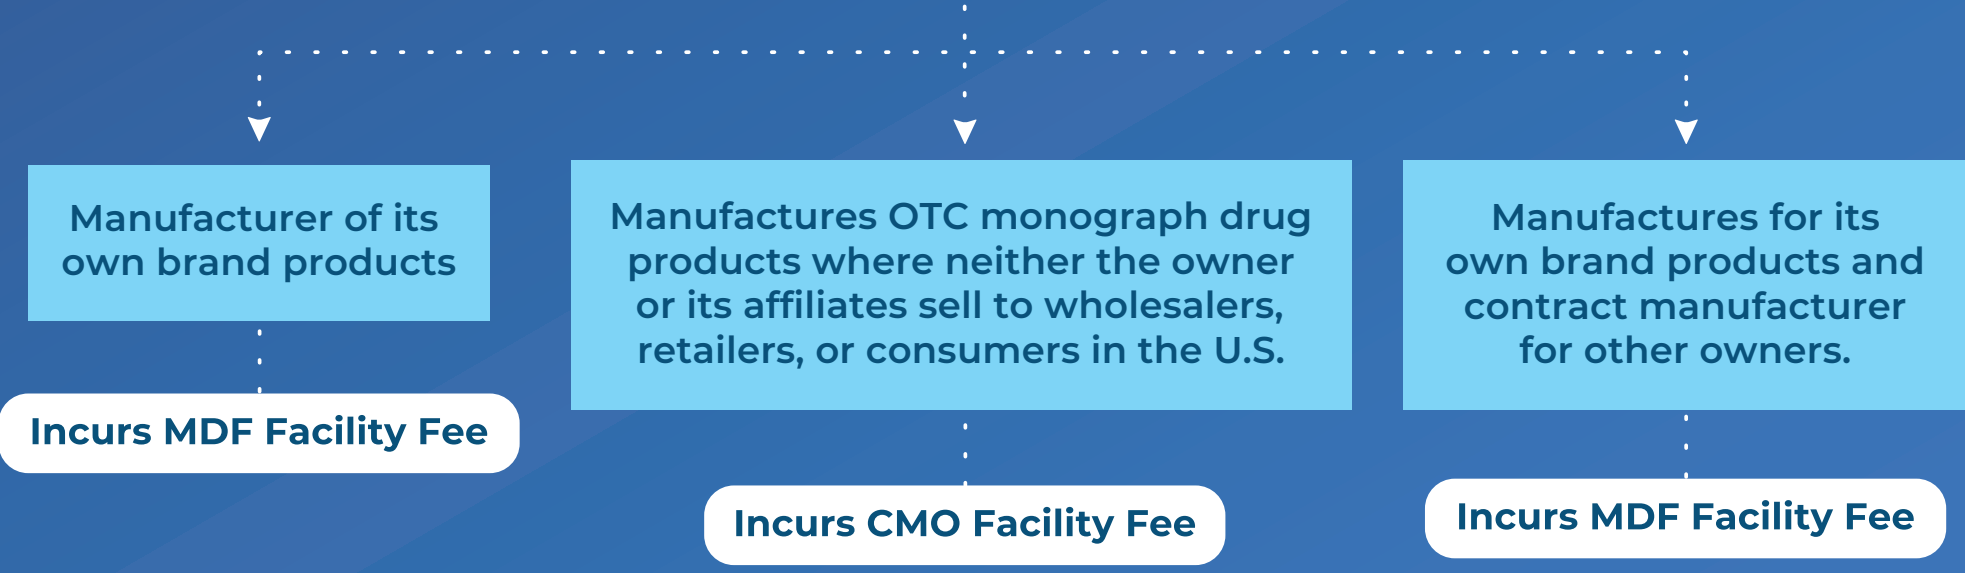 Manufacturer of its
own brand products
Incurs MDF Facility Fee
Manufactures OTC monograph drug
products where neither the owner
or its affiliates sell to wholesalers,
retailers, or consumers in the U.S.
Incurs CMO Facility Fee
Manufactures for its
own brand products and
contract manufacturer
for other owners.
Incurs MDF Facility Fee